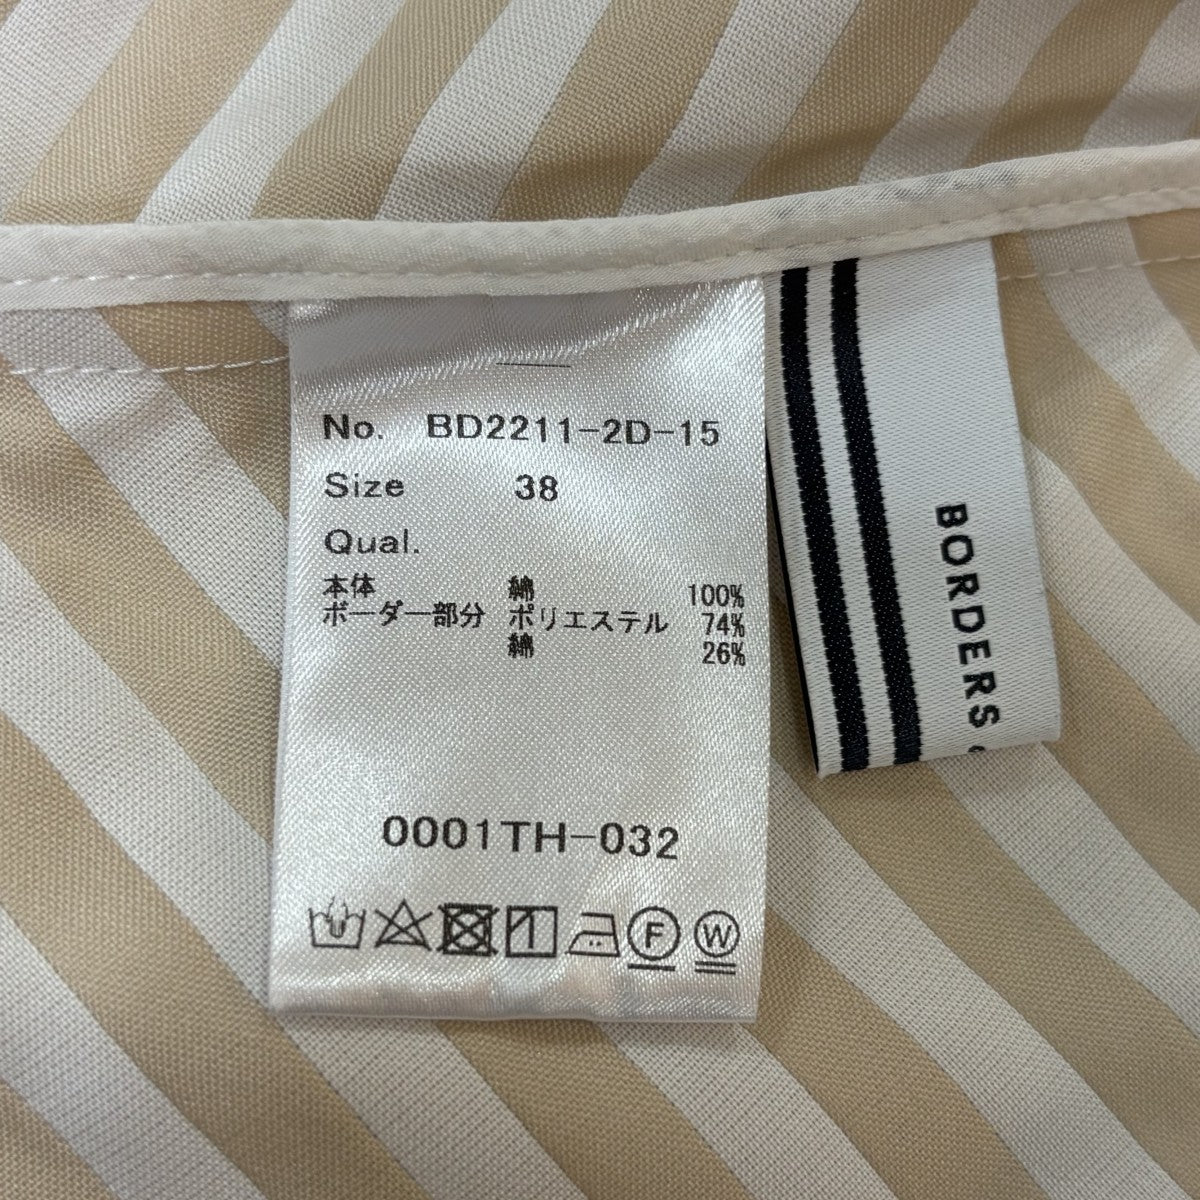 No. BD2211-2D-15
Size 38
Qual.
本体 綿 100%
ボーダー部分 ポリエステル 74%
綿 26%
0001TH-032
F
W
BORDERS